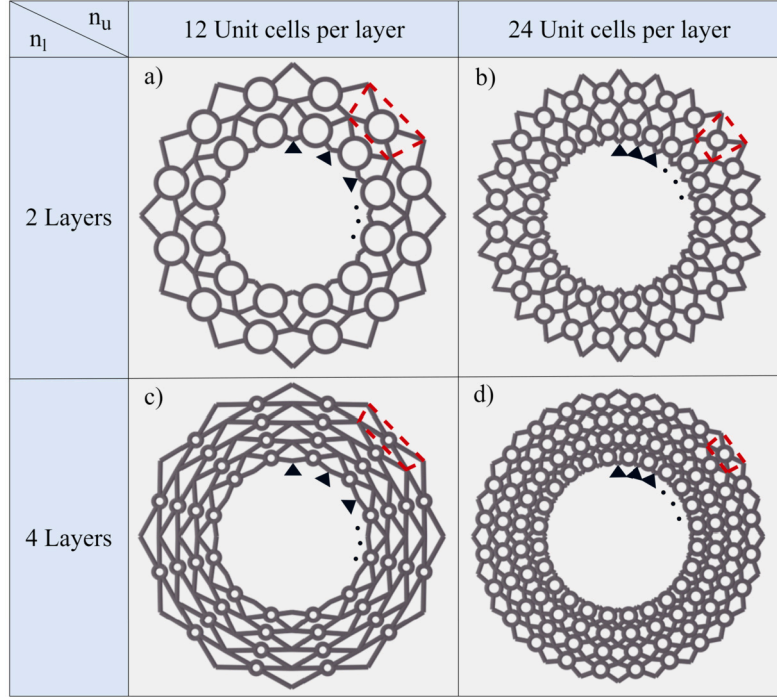 n_u
n_l
12 Unit cells per layer
24 Unit cells per layer
2 Layers
a)
b)
4 Layers
c)
d)